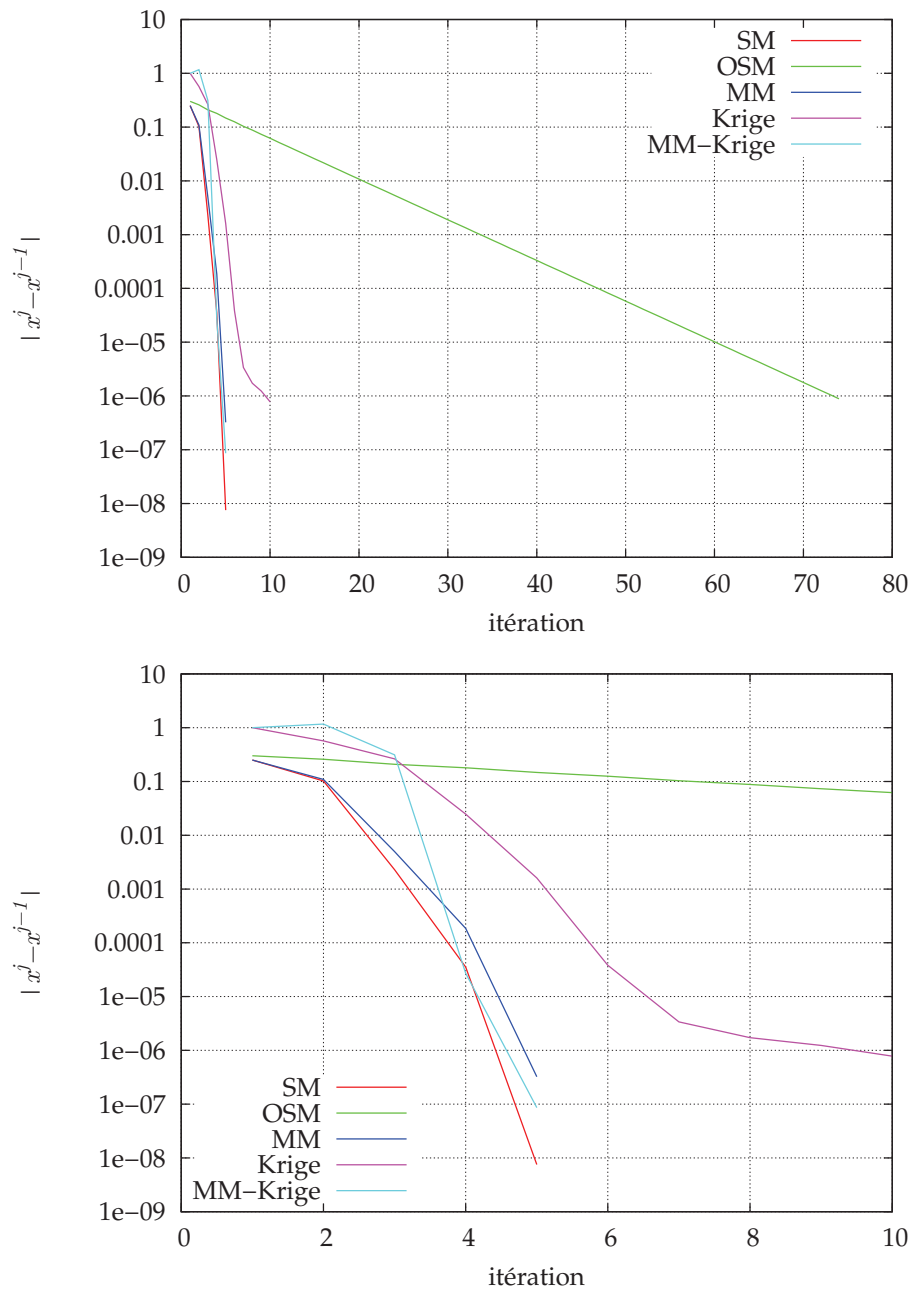 10
1
0.1
0.01
0.001
0.0001
1e−05
1e−06
1e−07
1e−08
1e−09
| x^j − x^{j−1} |
SM
OSM
MM
Krige
MM−Krige
0 10 20 30 40 50 60 70 80
itération
10
1
0.1
0.01
0.001
0.0001
1e−05
1e−06
1e−07
1e−08
1e−09
| x^j − x^{j−1} |
SM
OSM
MM
Krige
MM−Krige
0 2 4 6 8 10
itération